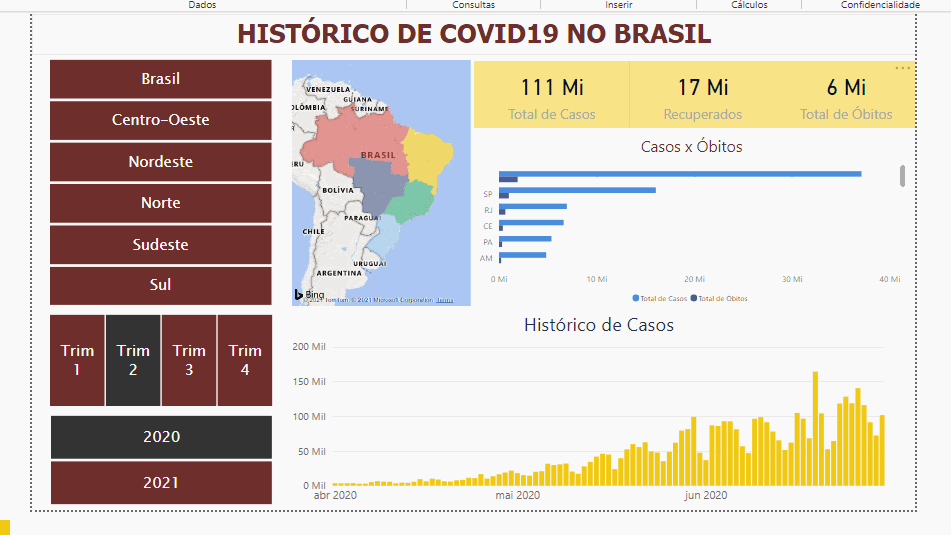 Dados
Consultas
Inserir
Cálculos
Confidencialidade
HISTÓRICO DE COVID19 NO BRASIL
Brasil
Centro-Oeste
Nordeste
Norte
Sudeste
Sul
Trim
1
Trim
2
Trim
3
Trim
4
2020
2021
VENEZUELA
GUIANA
SURINAME
OLÔMBIA
BRASIL
ERU
BOLÍVIA
PARAGUAI
CHILE
URUGUAI
ARGENTINA
Bing
© 2021 TomTom, © 2021 Microsoft Corporation Terms
111 Mi
Total de Casos
17 Mi
Recuperados
6 Mi
Total de Óbitos
Casos x Óbitos
SP
RJ
CE
PA
AM
0 Mi
10 Mi
20 Mi
30 Mi
40 Mi
Total de Casos
Total de Obitos
Histórico de Casos
200 Mil
150 Mil
100 Mil
50 Mil
0 Mil
abr 2020
mai 2020
jun 2020